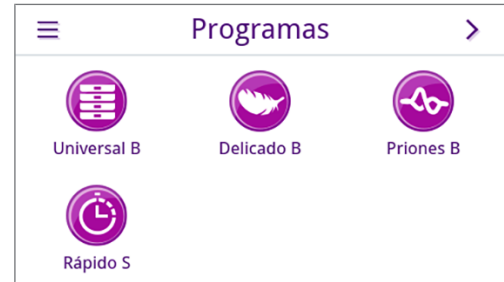 Programas
Universal B
Delicado B
Priones B
Rápido S